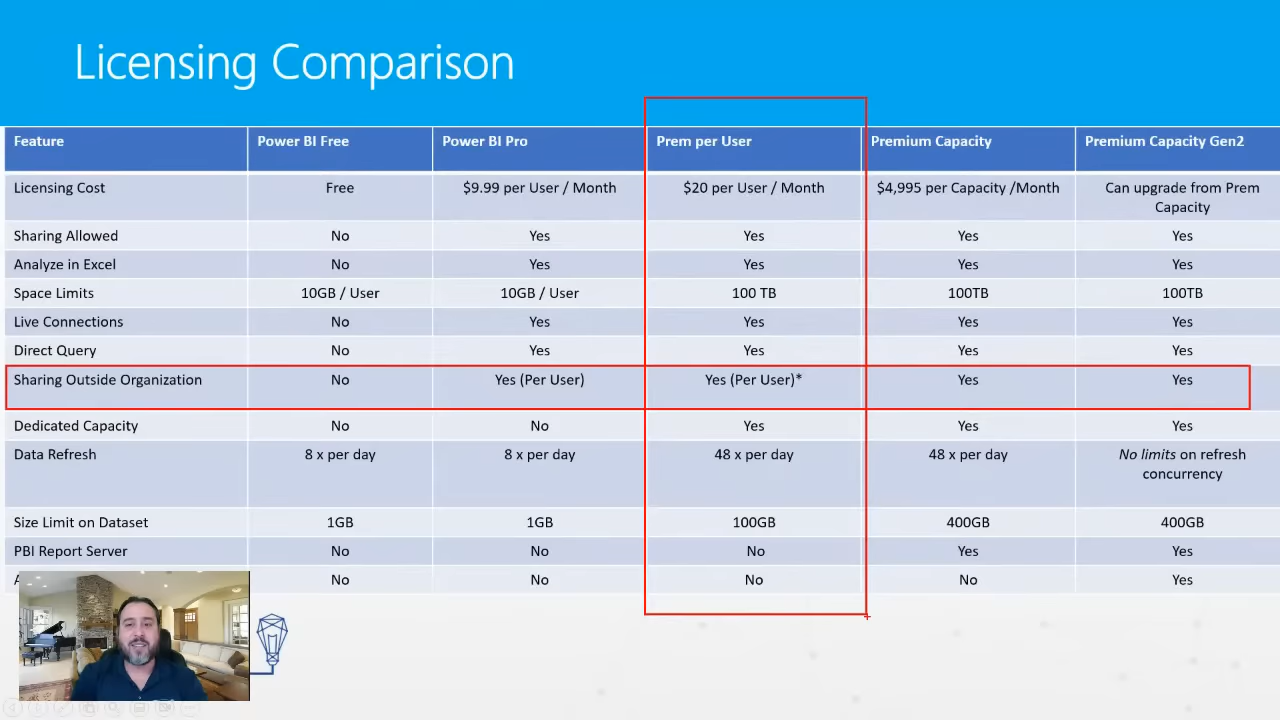 Licensing Comparison
Feature Power BI Free Power BI Pro Prem per User Premium Capacity Premium Capacity Gen2
Licensing Cost Free $9.99 per User / Month $20 per User / Month $4,995 per Capacity /Month Can upgrade from Prem
Capacity
Sharing Allowed No Yes Yes Yes Yes
Analyze in Excel No Yes Yes Yes Yes
Space Limits 10GB / User 10GB / User 100 TB 100TB 100TB
Live Connections No Yes Yes Yes Yes
Direct Query No Yes Yes Yes Yes
Sharing Outside Organization No Yes (Per User) Yes (Per User)* Yes Yes
Dedicated Capacity No No Yes Yes Yes
Data Refresh 8 x per day 8 x per day 48 x per day 48 x per day No limits on refresh
concurrency
Size Limit on Dataset 1GB 1GB 100GB 400GB 400GB
PBI Report Server No No No Yes Yes
No No No No Yes